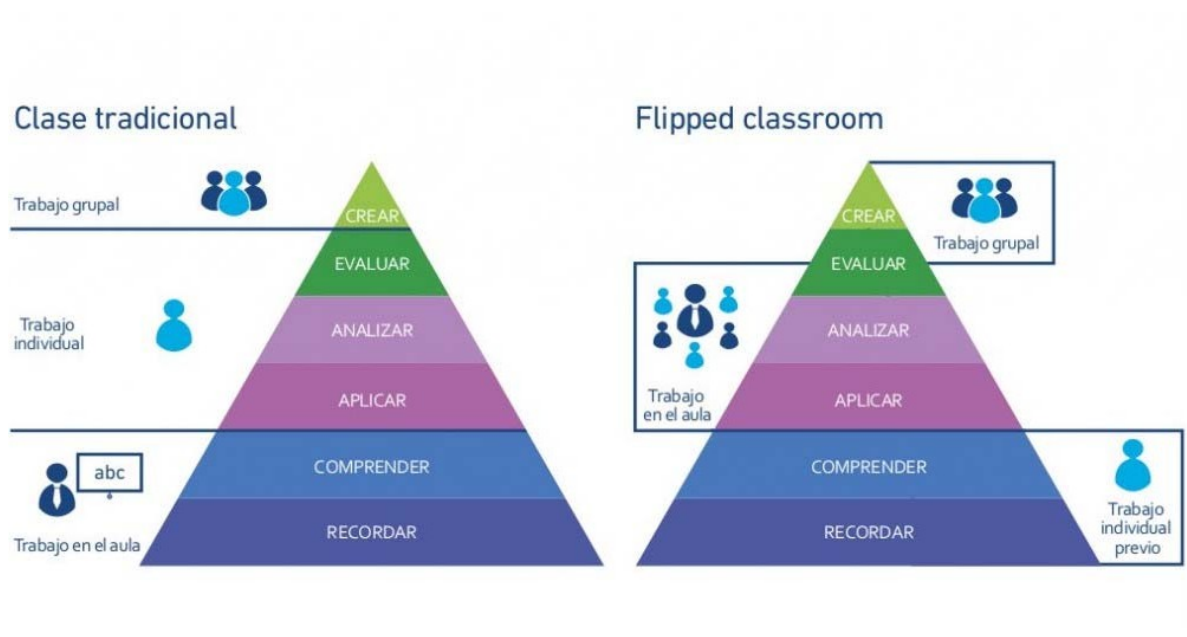 Clase tradicional
Trabajo grupal
Trabajo
individual
abc
Trabajo en el aula
CREAR
EVALUAR
ANALIZAR
APLICAR
COMPRENDER
RECORDAR
Flipped classroom
CREAR
EVALUAR
ANALIZAR
APLICAR
COMPRENDER
RECORDAR
Trabajo grupal
Trabajo
en el aula
Trabajo
individual
previo